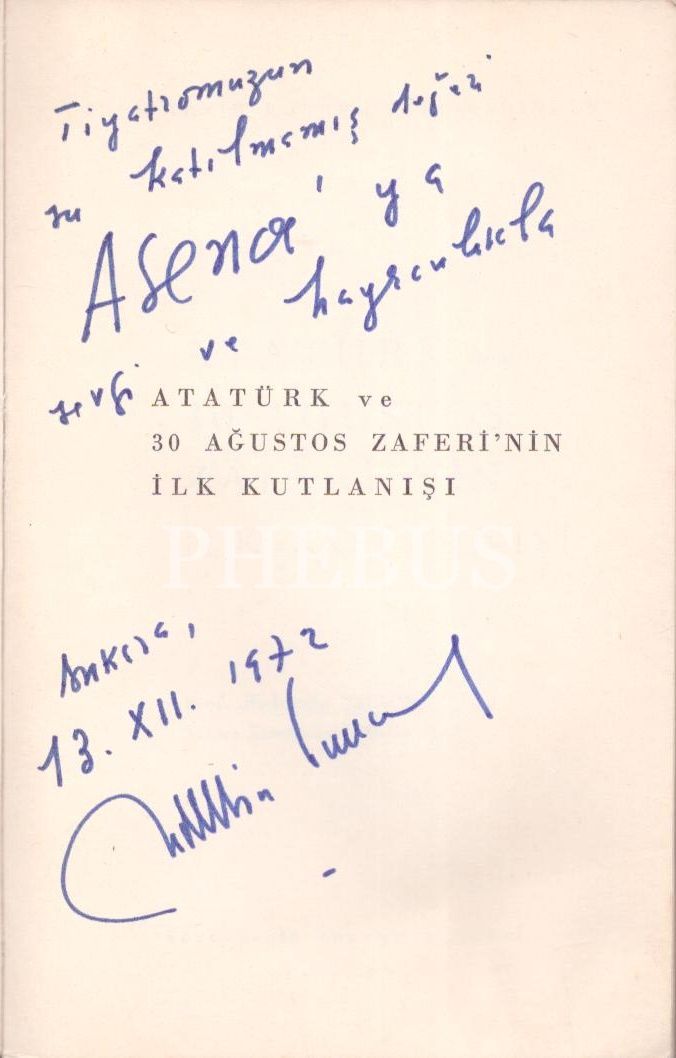 Tiyatromuzun
su katılmamış değeri
Asena'ya
sevgi ve hayranlıkla
ATATÜRK ve
30 AĞUSTOS ZAFERİ'NİN
İLK KUTLANIŞI
PHEBUS
Ankara,
13. XII. 1972